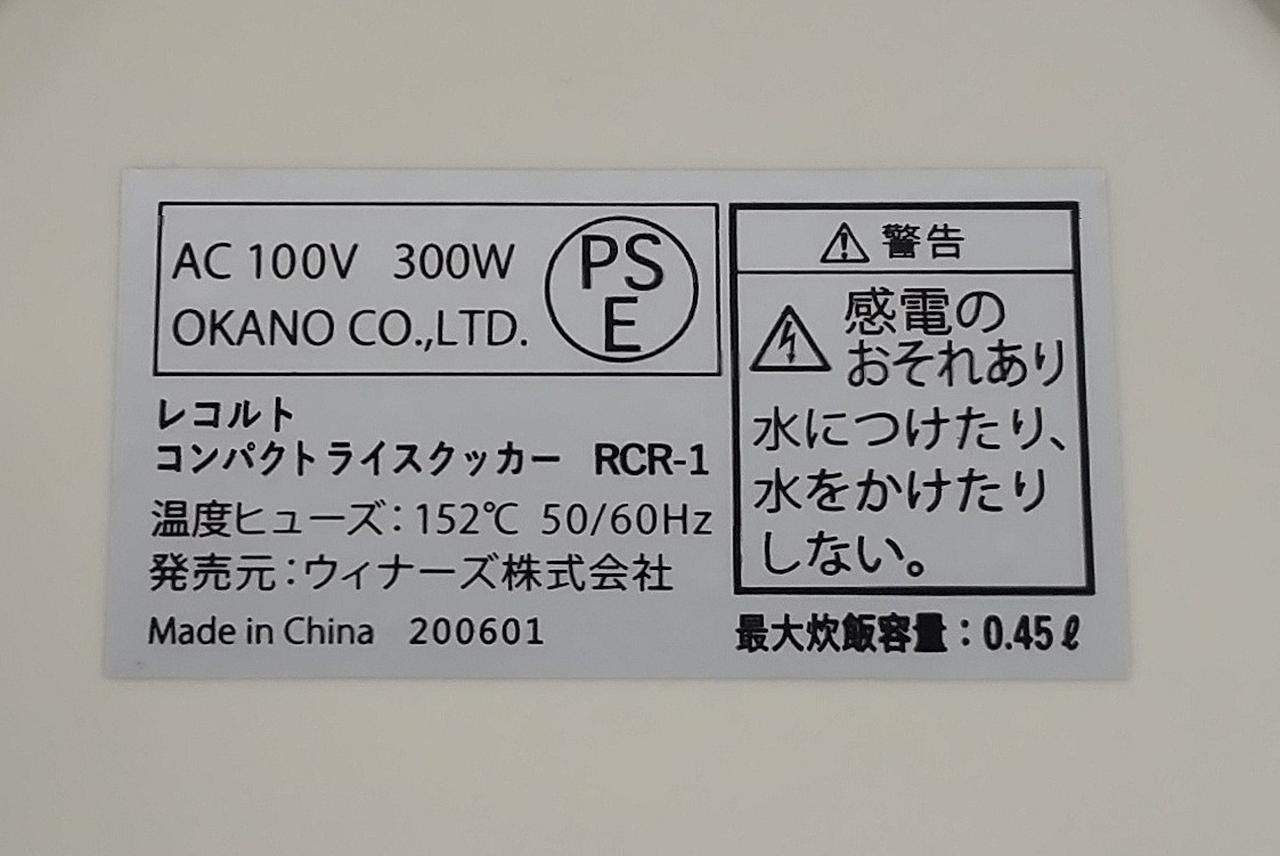 AC 100V 300W
OKANO CO.,LTD.
PS
E
レコルト
コンパクトライスクッカー RCR-1
温度ヒューズ：152℃ 50/60Hz
発売元：ウィナーズ株式会社
Made in China 200601
警告
感電の
おそれあり
水につけたり、
水をかけたり
しない。
最大炊飯容量：0.45ℓ